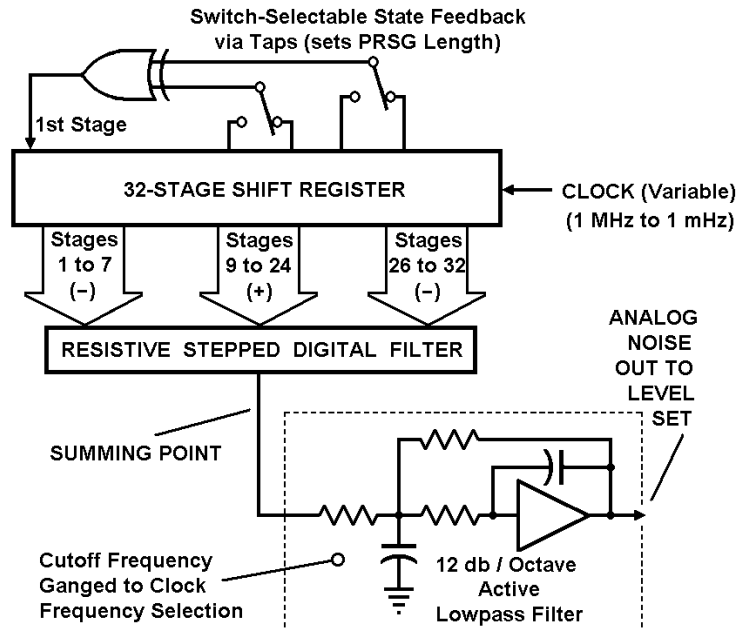 Switch-Selectable State Feedback
via Taps (sets PRSG Length)
1st Stage
32-STAGE SHIFT REGISTER
CLOCK (Variable)
(1 MHz to 1 mHz)
Stages
1 to 7
(−)
Stages
9 to 24
(+)
Stages
26 to 32
(−)
RESISTIVE STEPPED DIGITAL FILTER
ANALOG
NOISE
OUT TO
LEVEL
SET
SUMMING POINT
Cutoff Frequency
Ganged to Clock
Frequency Selection
12 db / Octave
Active
Lowpass Filter